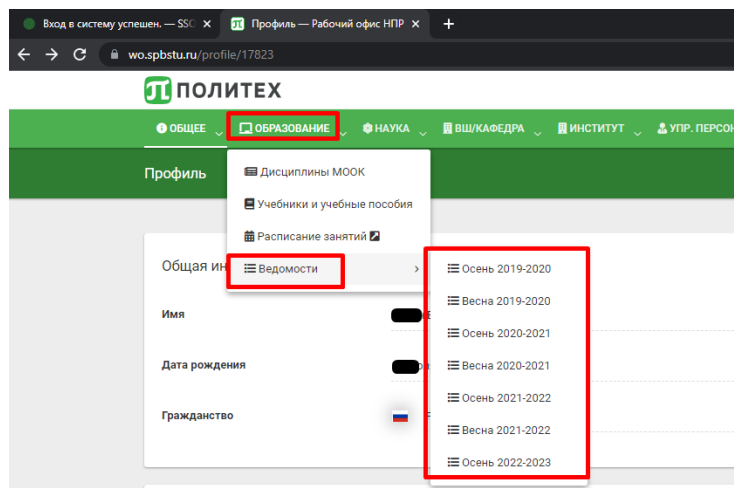 Вход в систему успешен. — SSC
Профиль — Рабочий офис НПР
wo.spbstu.ru/profile/17823
ПОЛИТЕХ
ОБЩЕЕ ОБРАЗОВАНИЕ НАУКА ВШ/КАФЕДРА ИНСТИТУТ УПР. ПЕРСОН
Профиль
Дисциплины МООК
Учебники и учебные пособия
Расписание занятий
Общая ин
Ведомости
Осень 2019-2020
Весна 2019-2020
Имя
Осень 2020-2021
Дата рождения
Весна 2020-2021
Осень 2021-2022
Гражданство
Весна 2021-2022
Осень 2022-2023